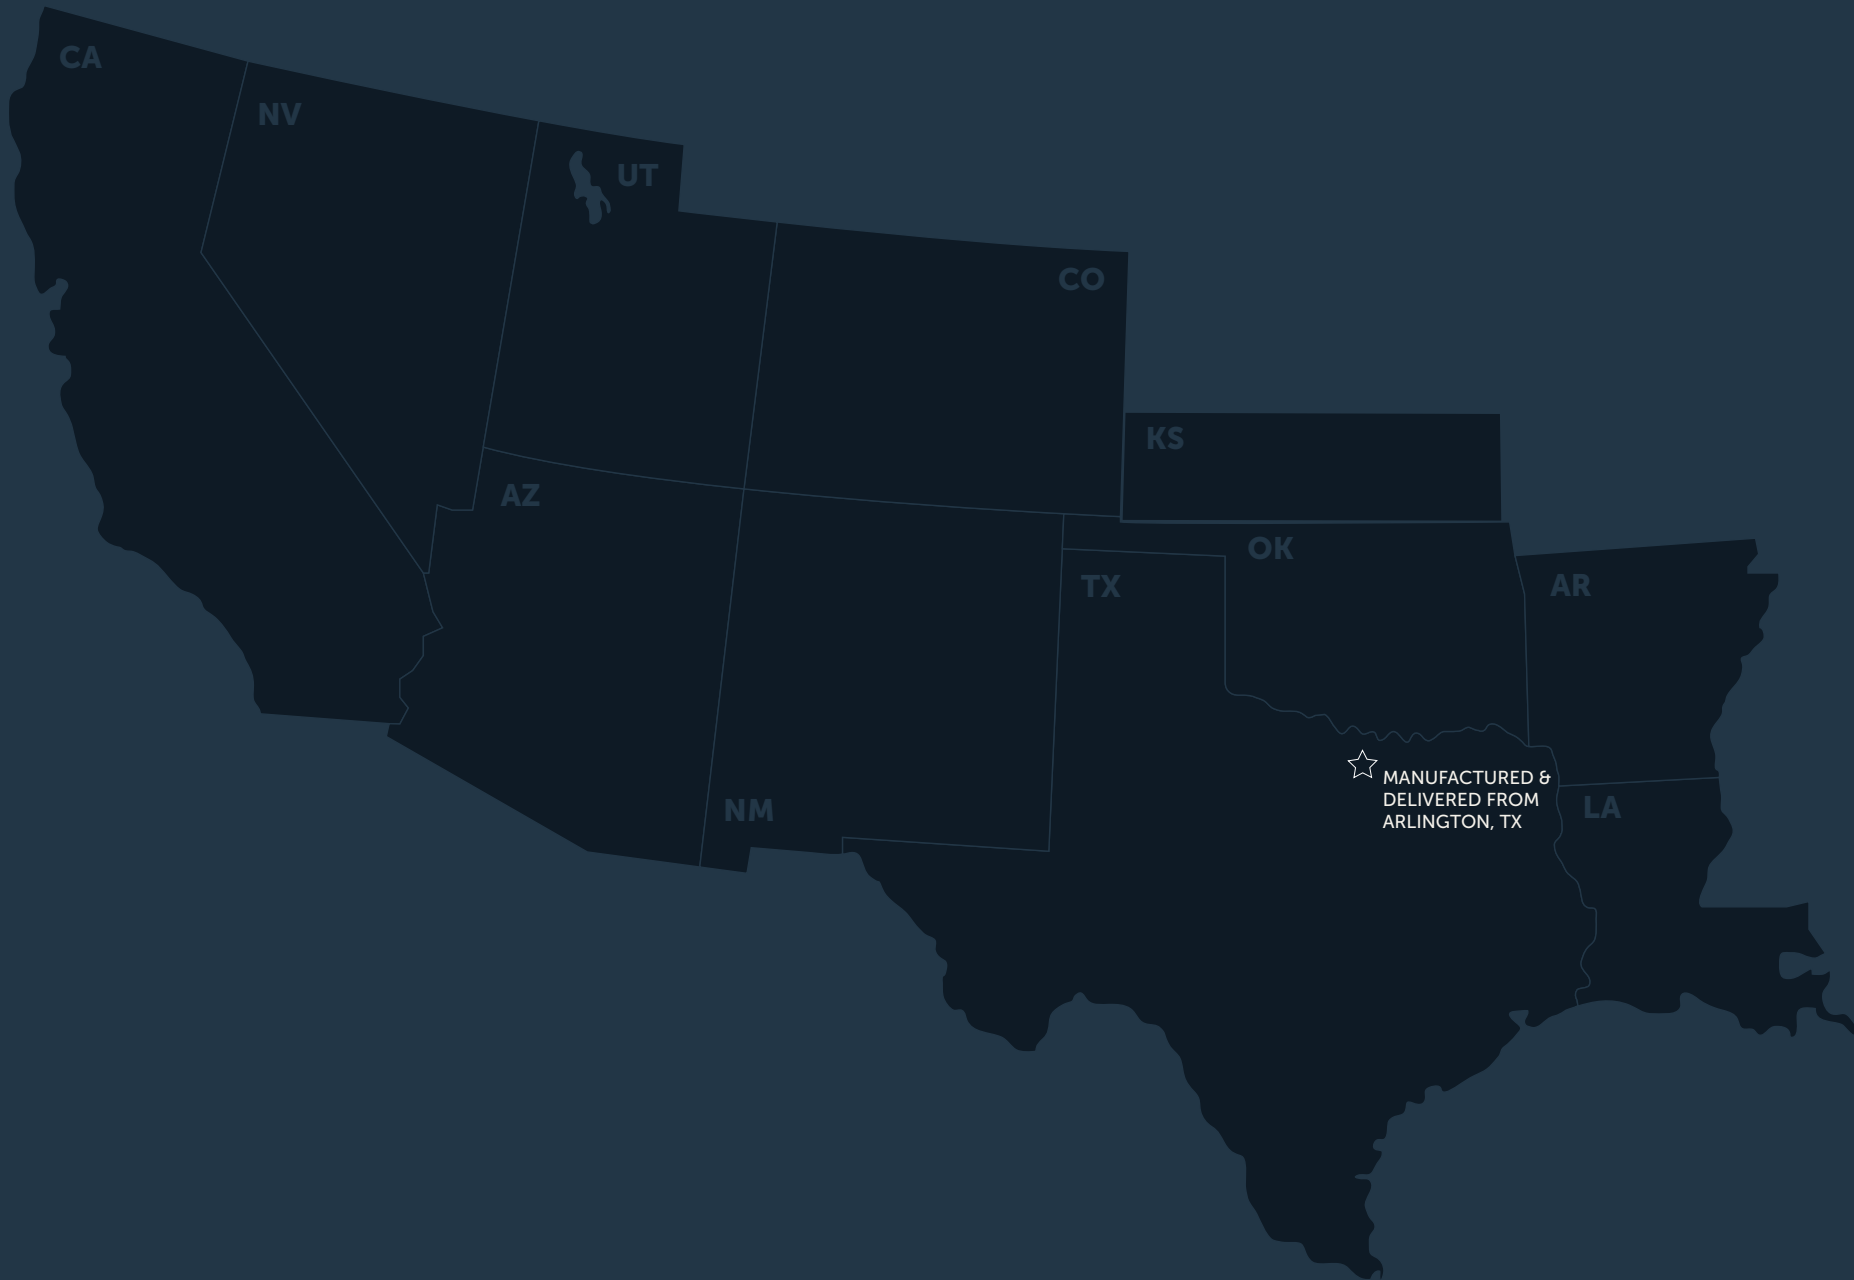 CA
NV
UT
CO
KS
AZ
OK
TX
AR
MANUFACTURED &
DELIVERED FROM
ARLINGTON, TX
NM
LA